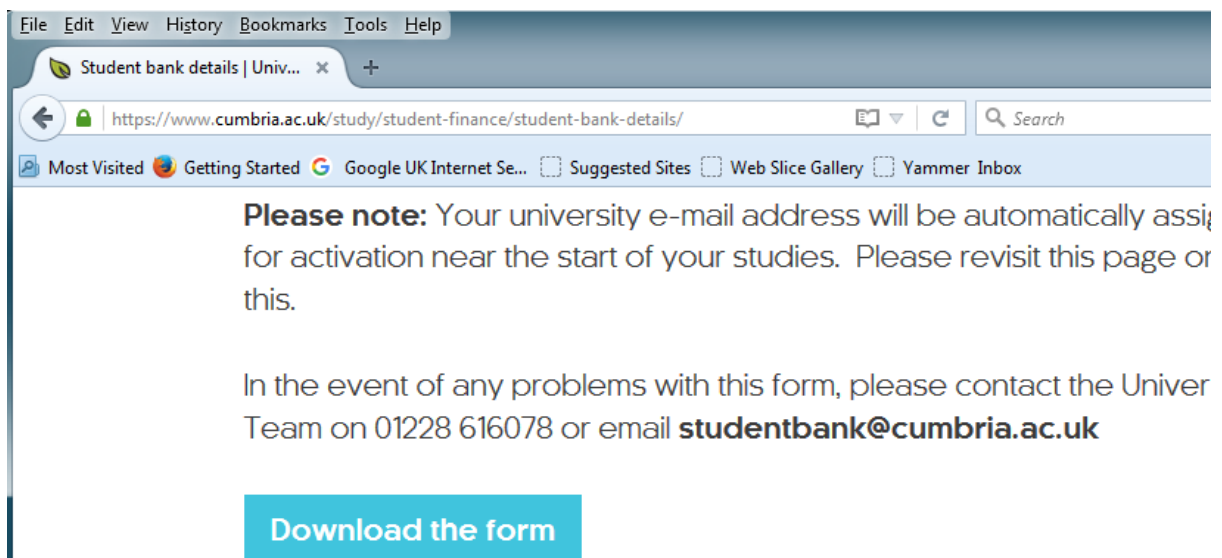 File Edit View History Bookmarks Tools Help
Student bank details | Univ...
https://www.cumbria.ac.uk/study/student-finance/student-bank-details/ Search
Most Visited Getting Started Google UK Internet Se... Suggested Sites Web Slice Gallery Yammer Inbox
Please note: Your university e-mail address will be automatically assig
for activation near the start of your studies. Please revisit this page or
this.
In the event of any problems with this form, please contact the Univer
Team on 01228 616078 or email studentbank@cumbria.ac.uk
Download the form